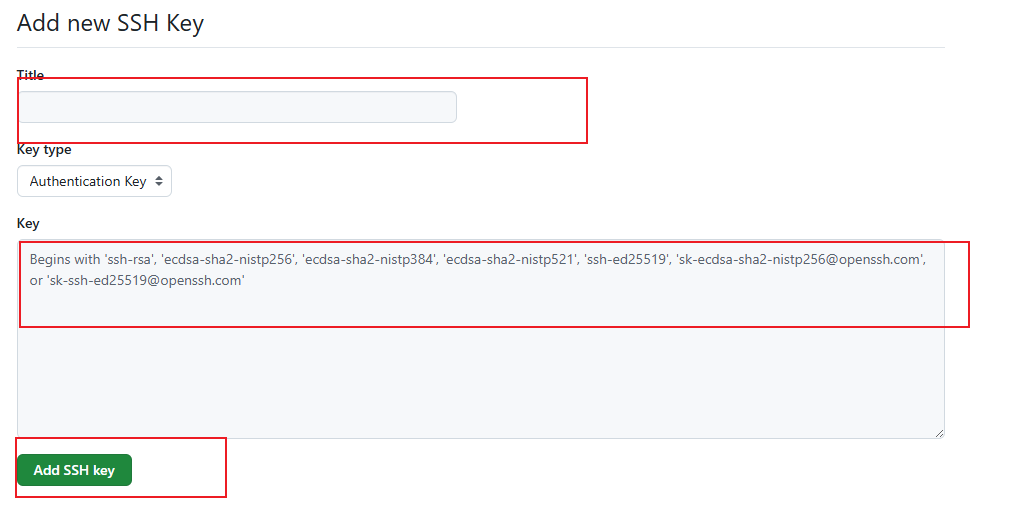 Add new SSH Key
Title
Key type
Authentication Key
Key
Begins with 'ssh-rsa', 'ecdsa-sha2-nistp256', 'ecdsa-sha2-nistp384', 'ecdsa-sha2-nistp521', 'ssh-ed25519', 'sk-ecdsa-sha2-nistp256@openssh.com',
or 'sk-ssh-ed25519@openssh.com'
Add SSH key